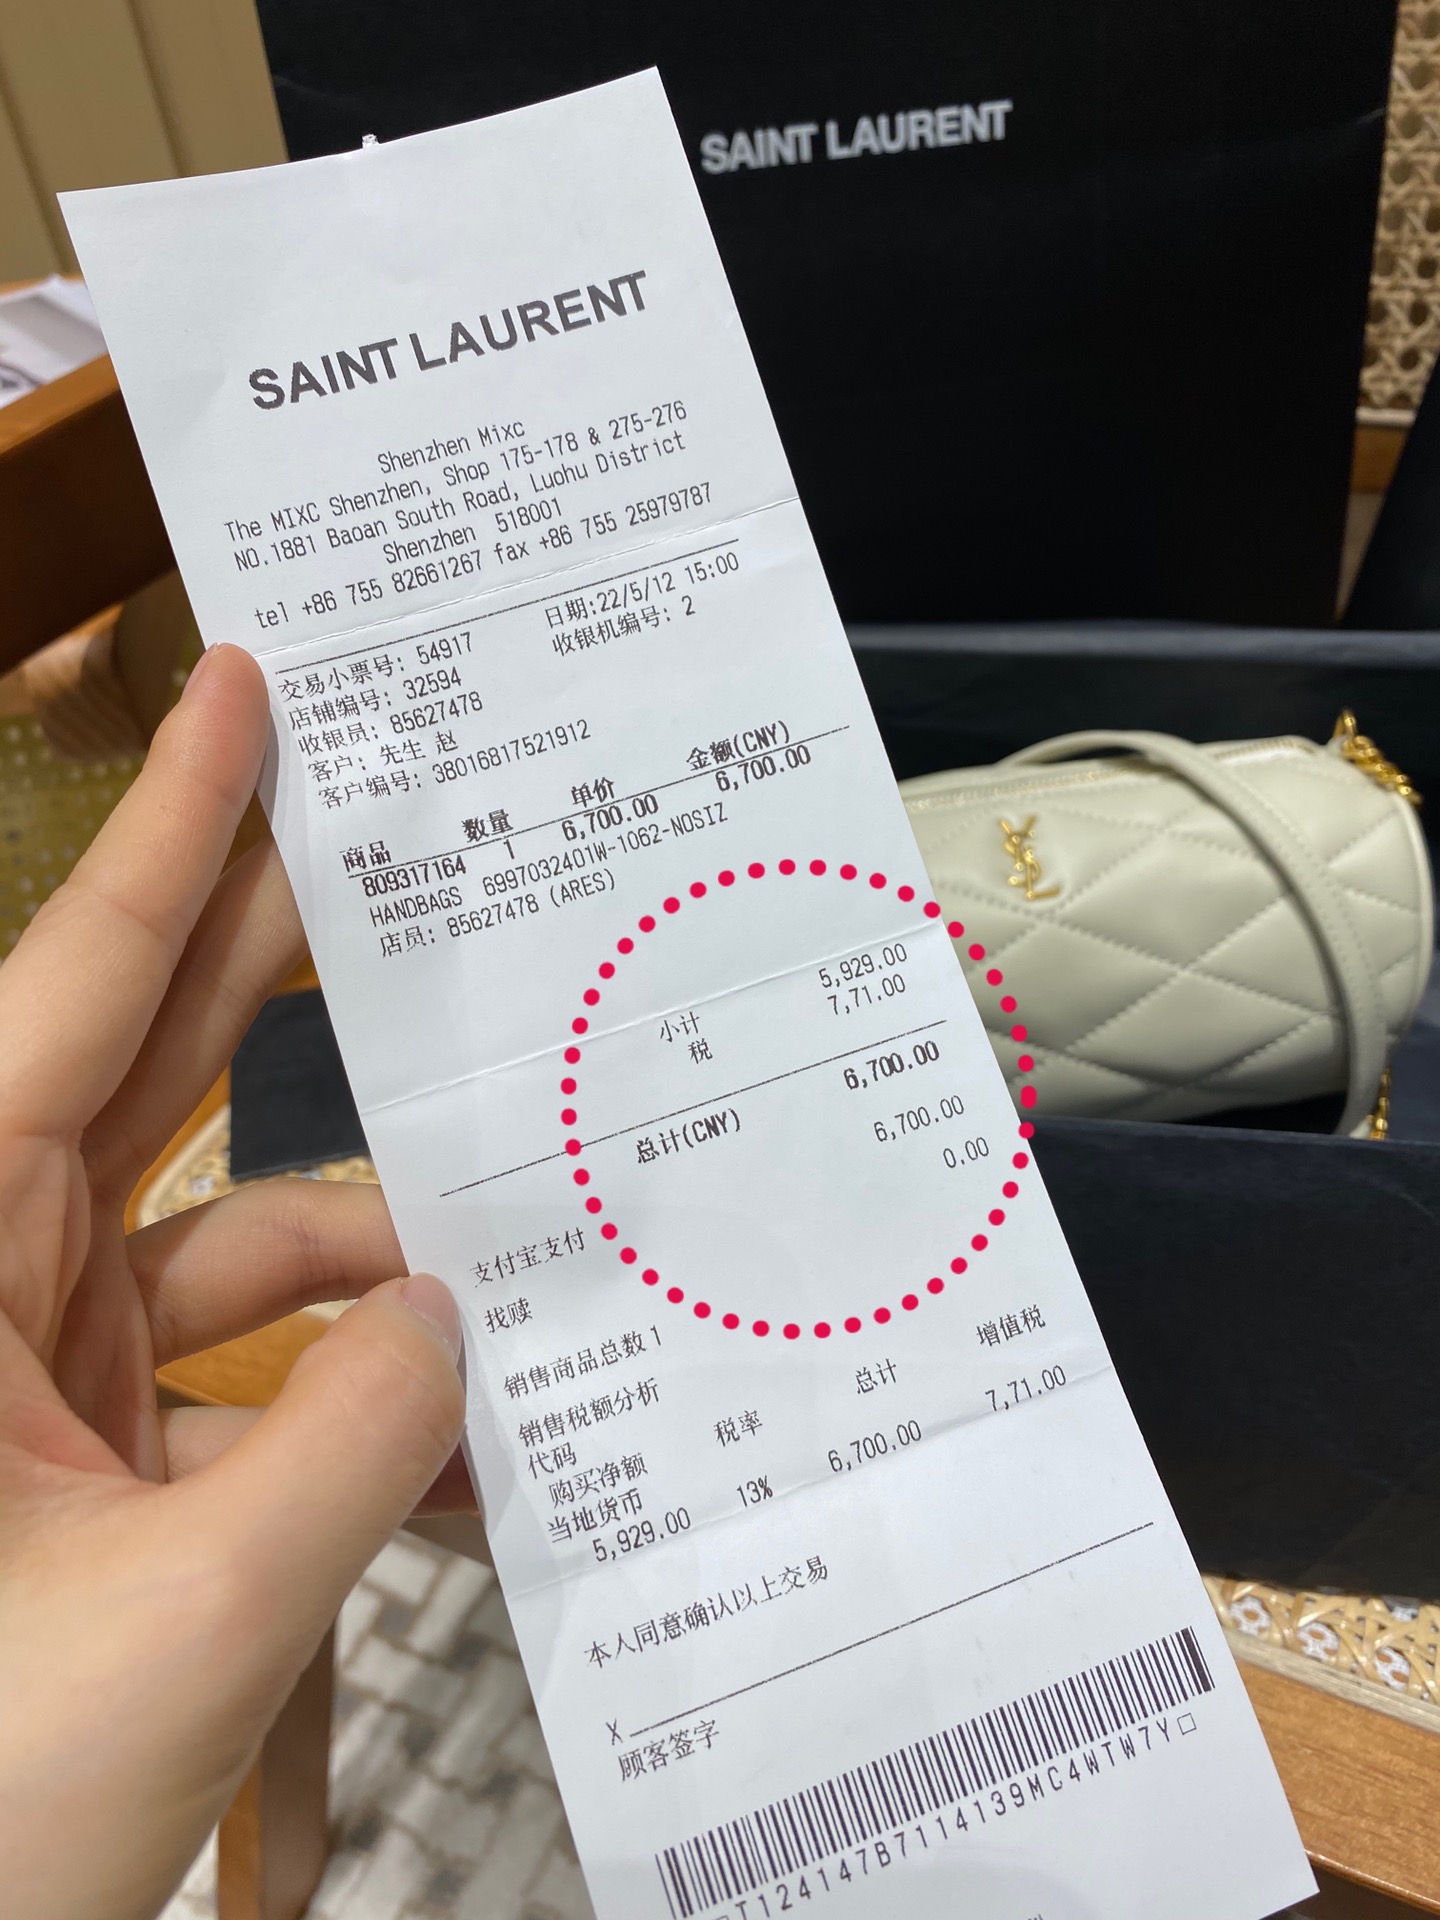 SAINT LAURENT
SAINT LAURENT
Shenzhen Mixc
The MIXC Shenzhen, Shop 175-178 & 275-276
NO.1881 Baoan South Road, Luohu District
Shenzhen 518001
tel +86 755 82661267 fax +86 755 25979787
交易小票号: 54917 日期:22/5/12 15:00
店铺编号: 32594 收银机编号: 2
收银员: 85627478
客户: 先生 赵
客户编号: 38016817521912
商品 数量 单价 金额(CNY)
809317164 1 6,700.00 6,700.00
HANDBAGS 6997032401W-1062-NOSIZ
店员: 85627478 (ARES)
小计 5,929.00
税 7,71.00
总计(CNY) 6,700.00
支付宝支付 6,700.00
找赎 0.00
销售商品总数 1
销售税额分析
代码 税率 总计 增值税
购买净额
当地货币
5,929.00 13% 6,700.00 7,71.00
本人同意确认以上交易
X
顾客签字
T124147B7114139MC4WTW7Y
YSL